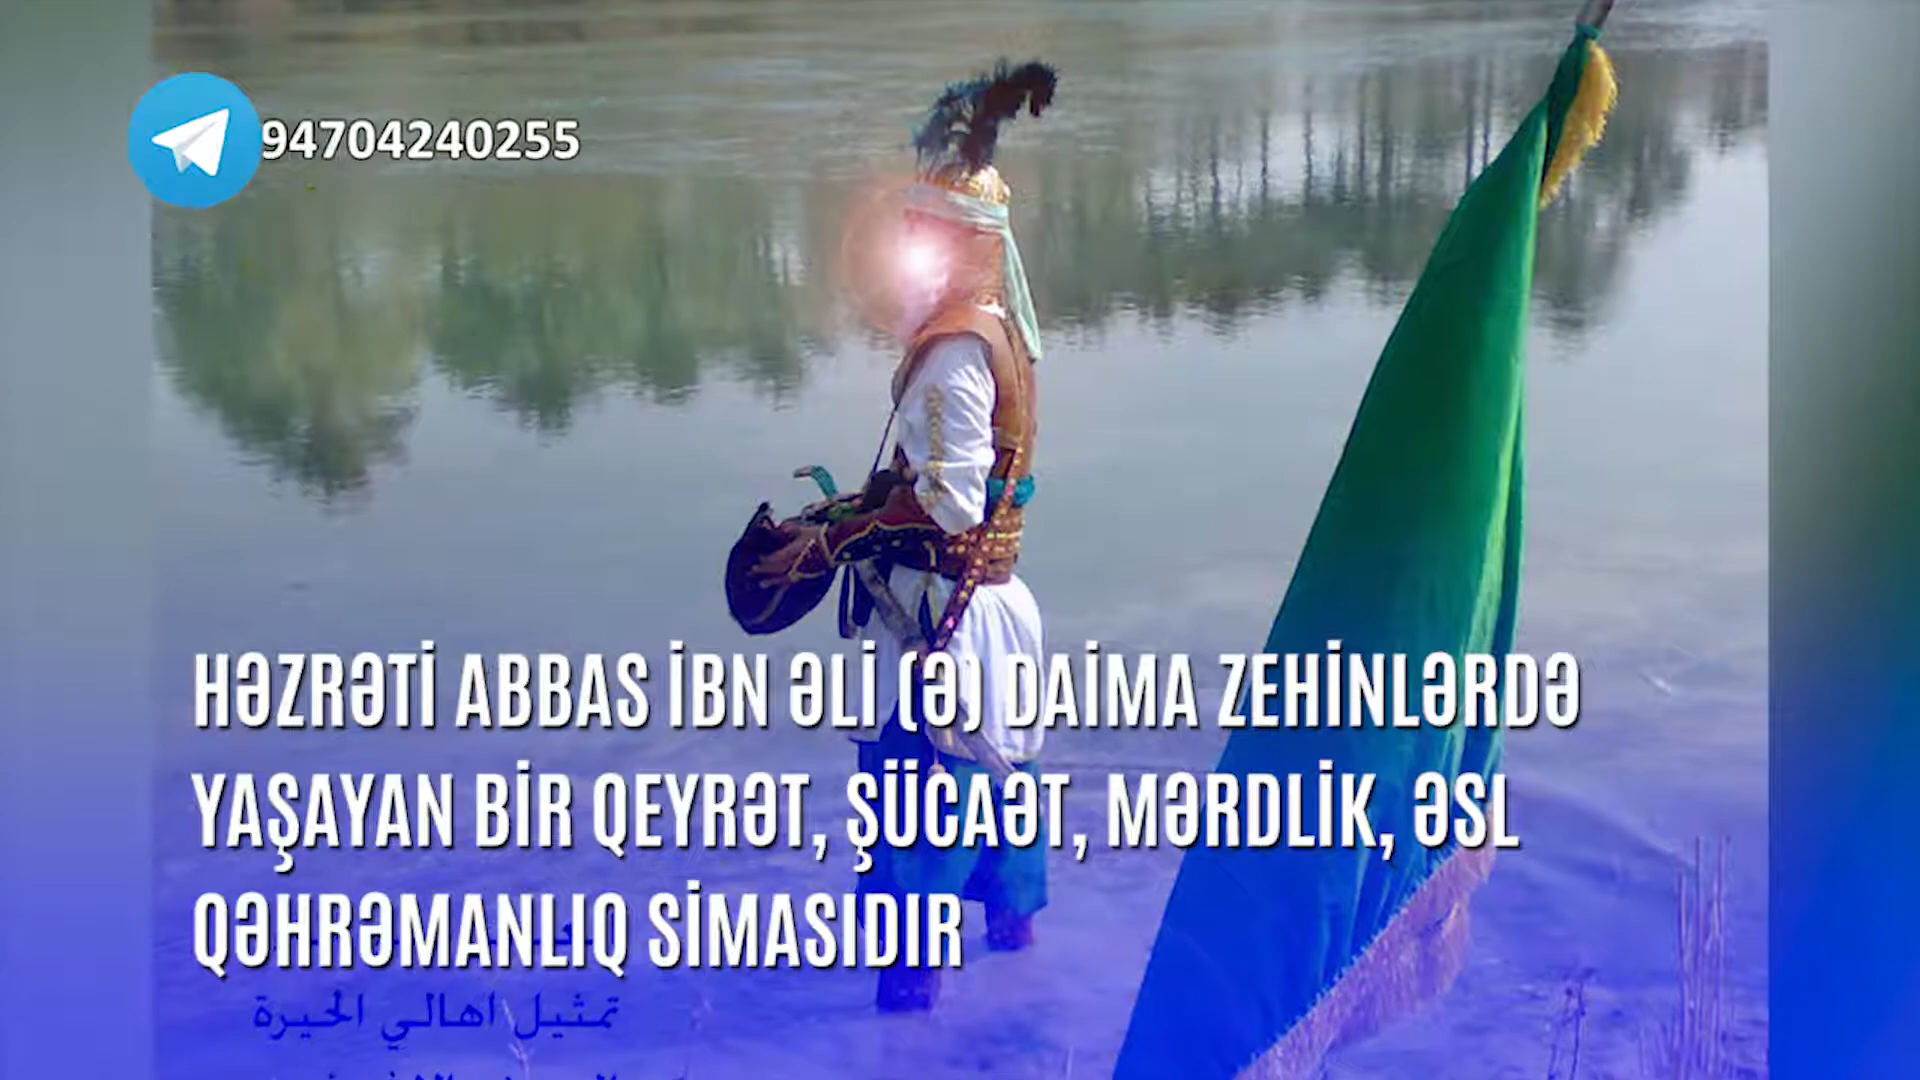 94704240255
HƏZRƏTİ ABBAS İBN ƏLİ (Ə) DAİMA ZEHİNLƏRDƏ
YAŞAYAN BİR QEYRƏT, ŞÜCAƏT, MƏRDLİK, ƏSL
QƏHRƏMANLIQ SİMASIDIR
تمثيل اهالي الحيرة